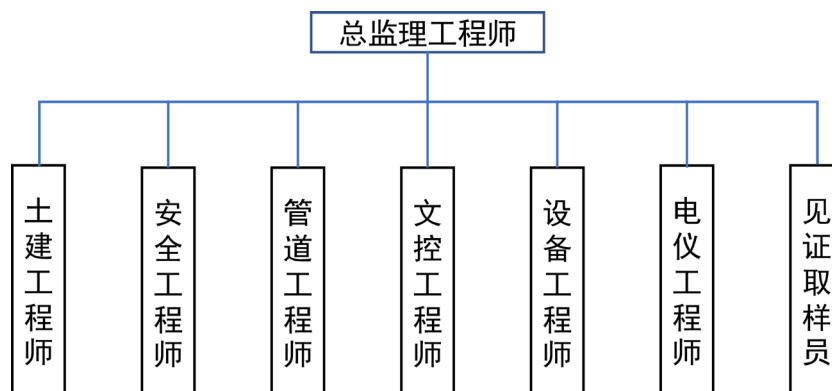 总监理工程师
土建工程师
安全工程师
管道工程师
文控工程师
设备工程师
电仪工程师
见证取样员